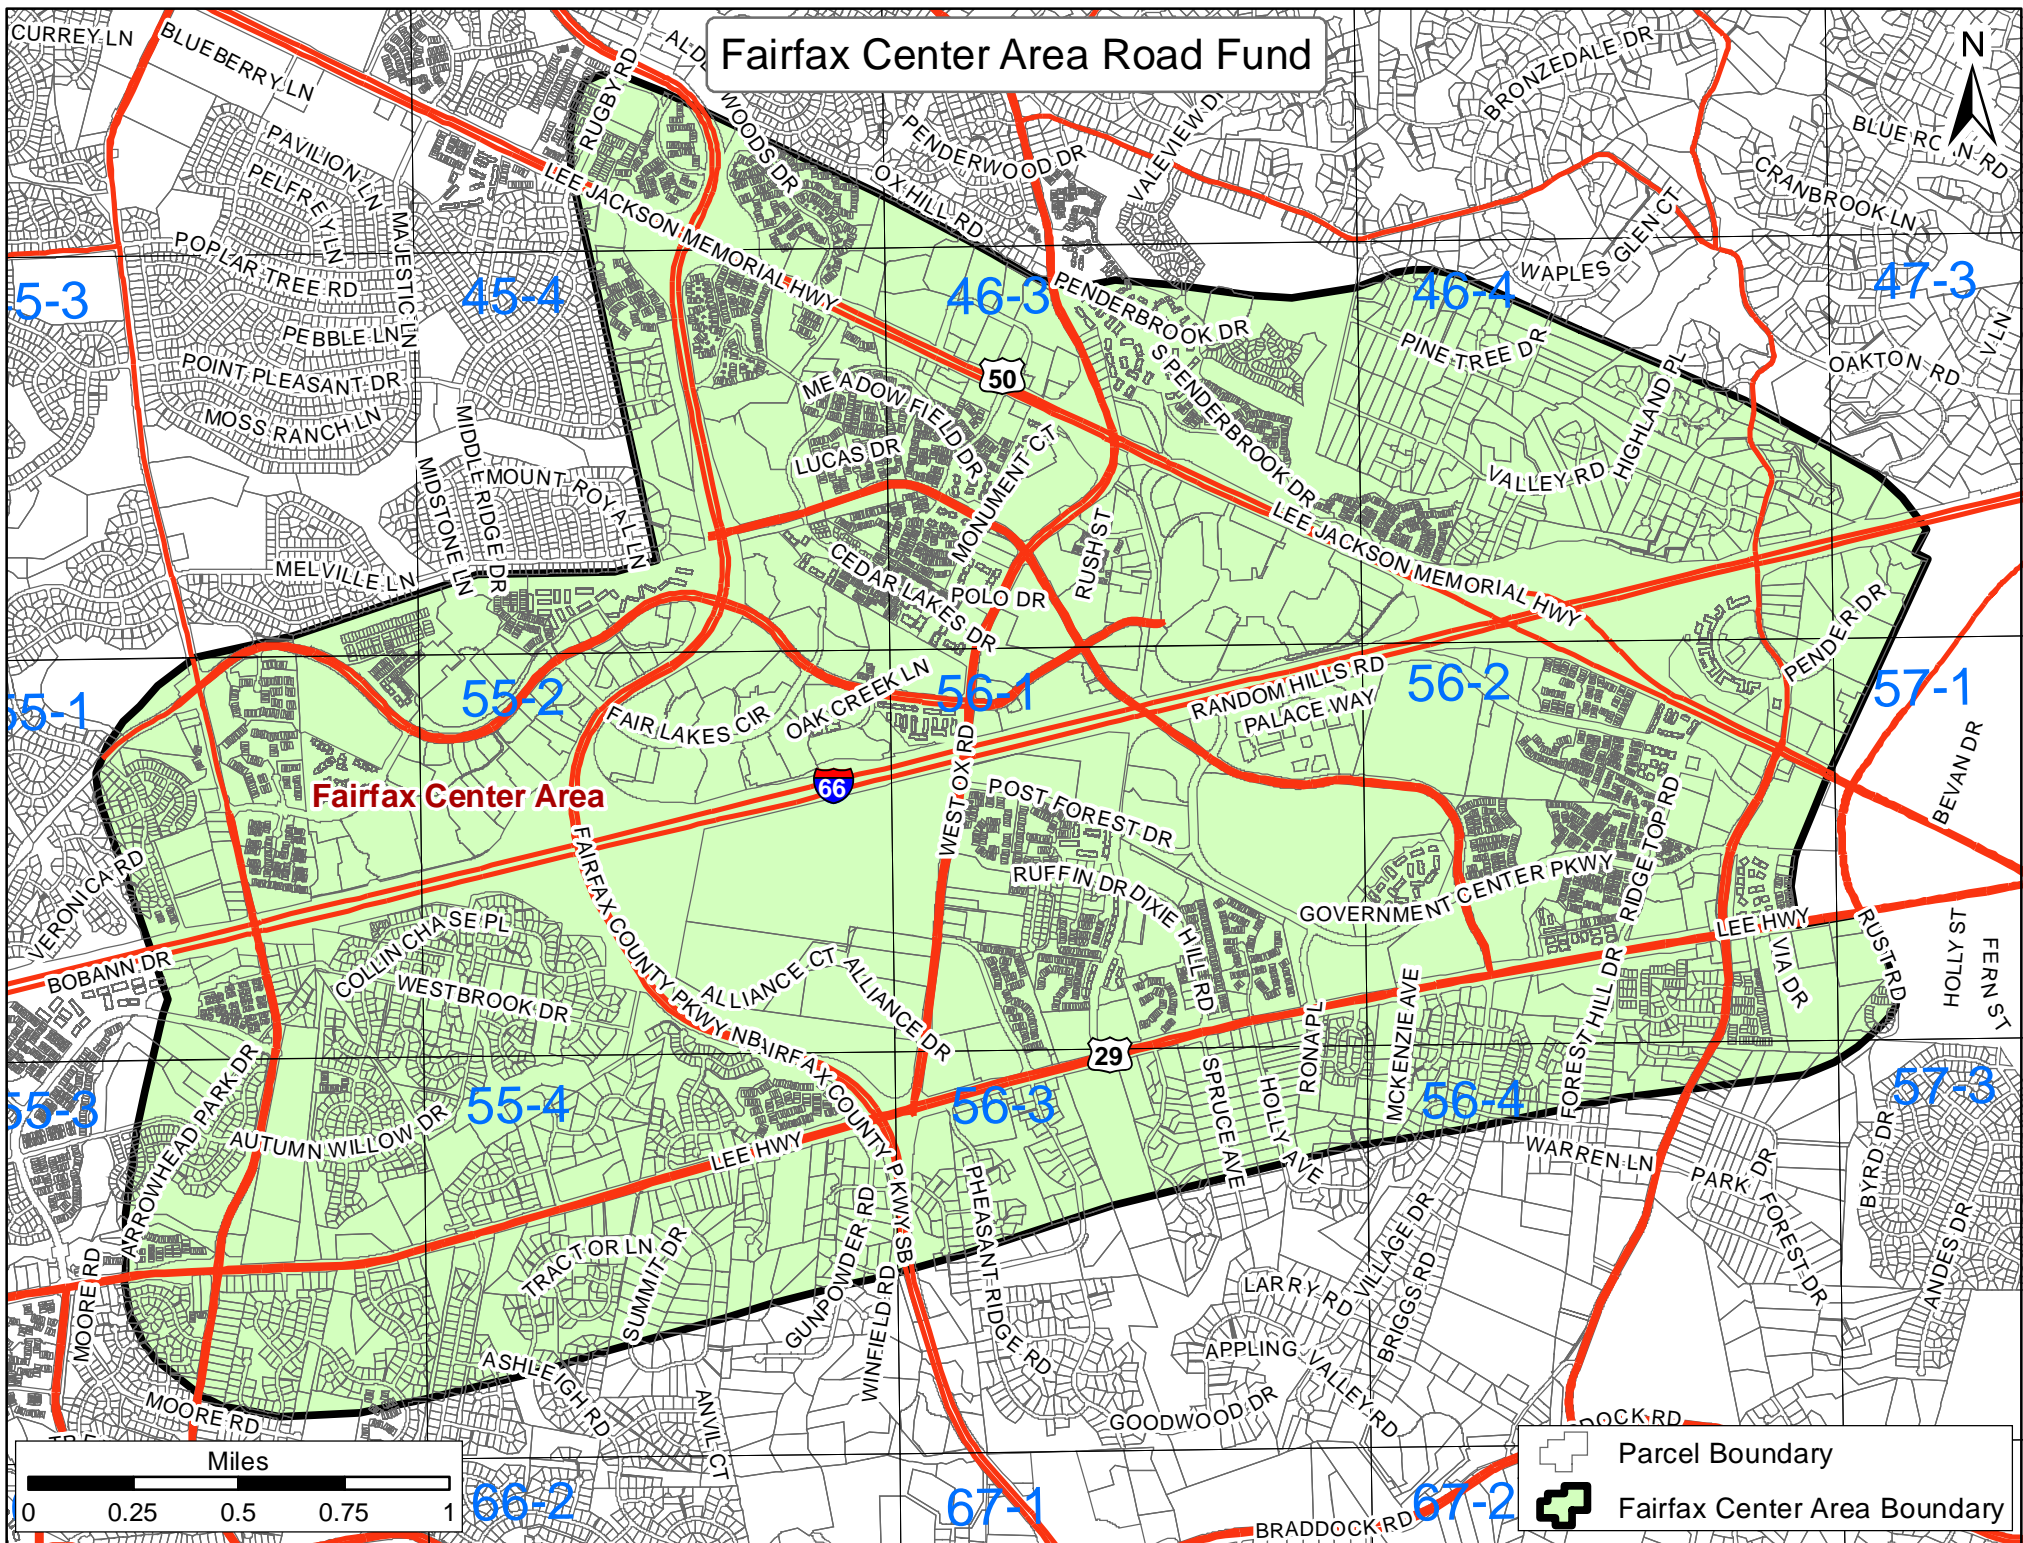 Fairfax Center Area Road Fund
N
CURREY LN
BLUEBERRY LN
RUGBY RD
WOODS DR
PENDERWOOD DR
VALEVIEW DR
BRONZEDALE DR
CRANBROOK LN
PAVILION LN
PELFREY LN
POPLAR TREE RD
MAJESTIC LN
LEE JACKSON MEMORIAL HWY
OX HILL RD
WAPLES GLEN CT
5-3
45-4
46-3
46-4
47-3
PEBBLE LN
POINT PLEASANT DR
MOSS RANCH LN
PENDERBROOK DR
S PENDERBROOK DR
PINE TREE DR
HIGHLAND PL
OAKTON RD
V LN
50
MEADOW FIELD DR
LUCAS DR
MONUMENT CT
VALLEY RD
MIDDLE RIDGE DR
MIDSTONE LN
MOUNT ROYAL LN
MELVILLE LN
CEDAR LAKES DR
POLO DR
RUSH ST
LEE JACKSON MEMORIAL HWY
PENDER DR
55-1
55-2
56-1
56-2
57-1
FAIR LAKES CIR
OAK CREEK LN
RANDOM HILLS RD
PALACE WAY
BEVAN DR
Fairfax Center Area
66
WEST OX RD
POST FOREST DR
RIDGE TOP RD
VERONICA RD
FAIRFAX COUNTY PKWY NB
RUFFIN DR
DIXIE HILL RD
GOVERNMENT CENTER PKWY
LEE HWY
RUST RD
HOLLY ST
FERN ST
VIA DR
BOBANN DR
COLLIN CHASE PL
WESTBROOK DR
ALLIANCE CT
ALLIANCE DR
29
RONA PL
MCKENZIE AVE
FOREST HILL DR
SPRUCE AVE
HOLLY AVE
55-3
55-4
56-3
56-4
57-3
ARROWHEAD PARK DR
AUTUMN WILLOW DR
LEE HWY
FAIRFAX COUNTY PKWY SB
WARREN LN
PARK DR
FOREST DR
BYRD DR
ANDES DR
MOORE RD
TRACTOR LN
SUMMIT DR
GUNPOWDER RD
WINFIELD RD
PHEASANT RIDGE RD
LARRY RD
VILLAGE DR
BRIGGS RD
APPLING VALLEY RD
GOODWOOD DR
ASHLEIGH RD
ANVIL CT
MOORE RD
DOCK RD
BRADDOCK RD
66-2
67-1
67-2
Miles
0 0.25 0.5 0.75 1
Parcel Boundary
Fairfax Center Area Boundary